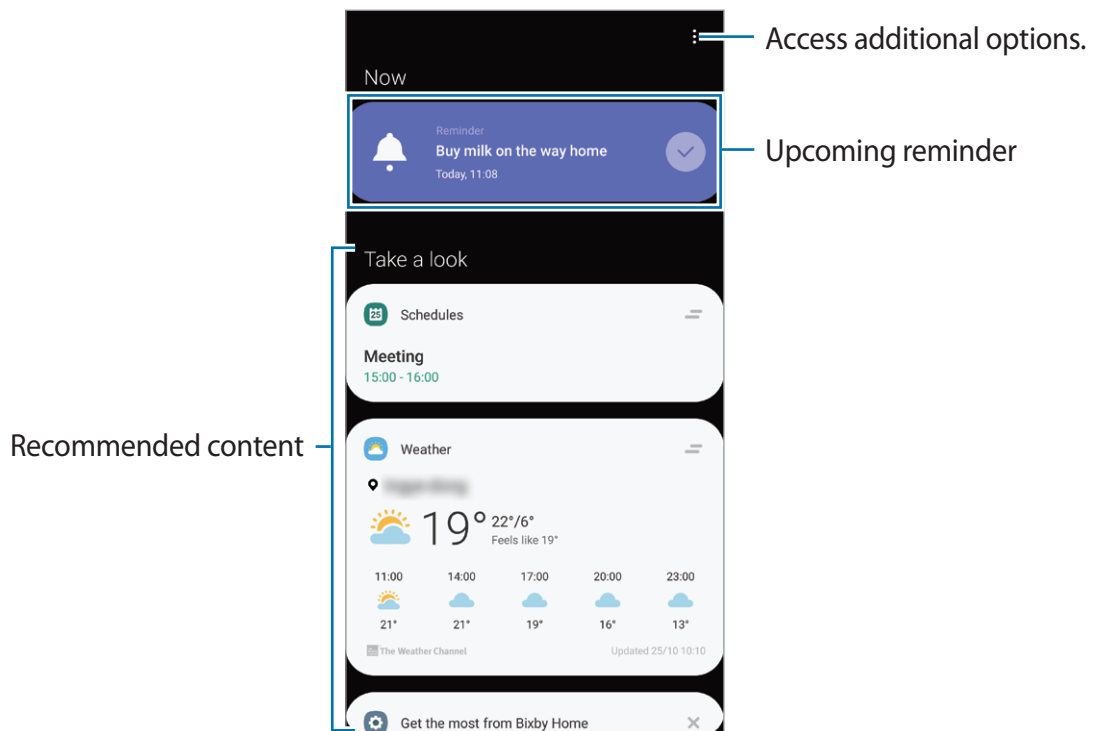 Access additional options.
Now
Reminder
Buy milk on the way home
Today, 11:08
Upcoming reminder
Take a look
25 Schedules
Meeting
15:00 - 16:00
Recommended content
Weather
19° 22°/6°
Feels like 19°
11:00 14:00 17:00 20:00 23:00
21° 21° 19° 16° 13°
The Weather Channel Updated 25/10 10:10
Get the most from Bixby Home